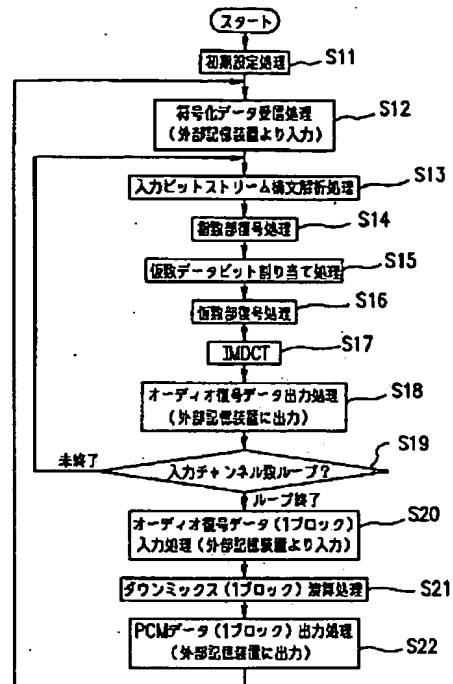 スタート
初期設定処理
S11
符号化データ受信処理
(外部記憶装置より入力)
S12
入力ビットストリーム構文解析処理
S13
指数部復号処理
S14
仮数データビット割り当て処理
S15
仮数部復号処理
S16
IMDCT
S17
オーディオ復号データ出力処理
(外部記憶装置に出力)
S18
入力チャンネル数ループ?
S19
未終了
ループ終了
オーディオ復号データ(1ブロック)
入力処理(外部記憶装置より入力)
S20
ダウンミックス(1ブロック)演算処理
S21
PCMデータ(1ブロック)出力処理
(外部記憶装置に出力)
S22